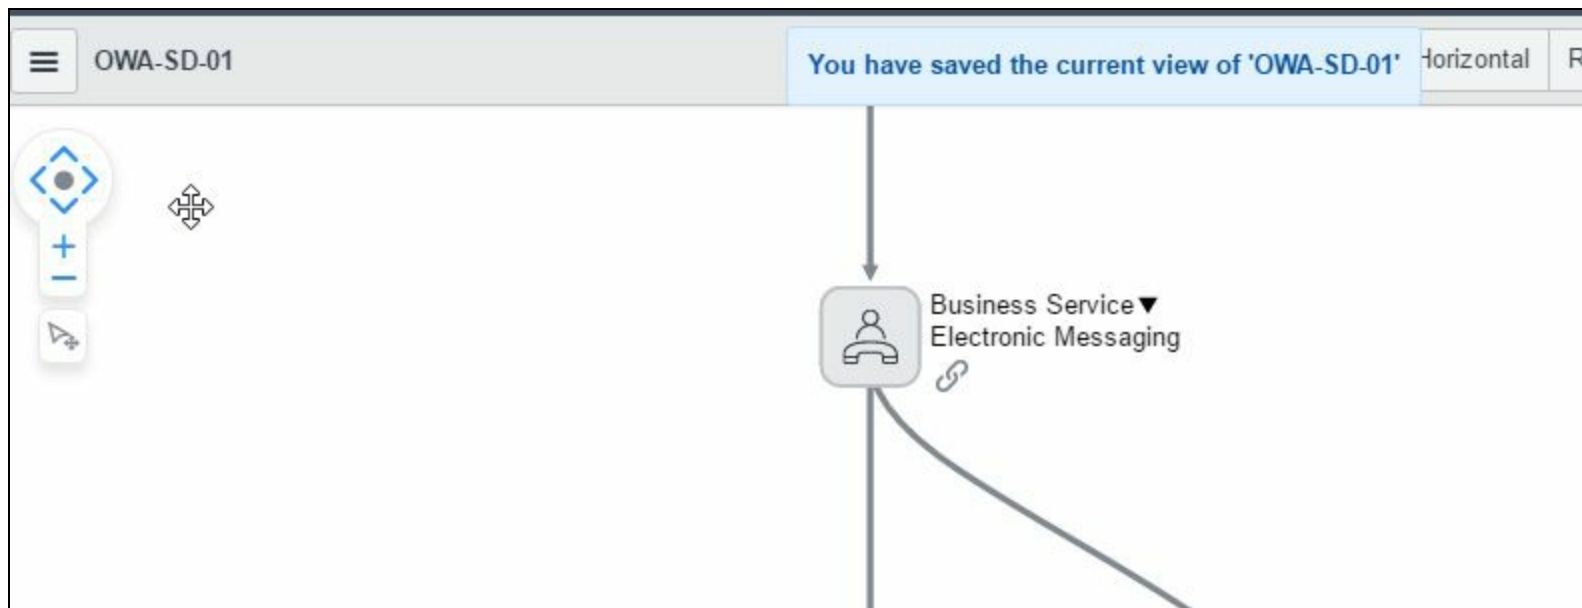 OWA-SD-01
You have saved the current view of 'OWA-SD-01'
Horizontal
R
Business Service▼
Electronic Messaging